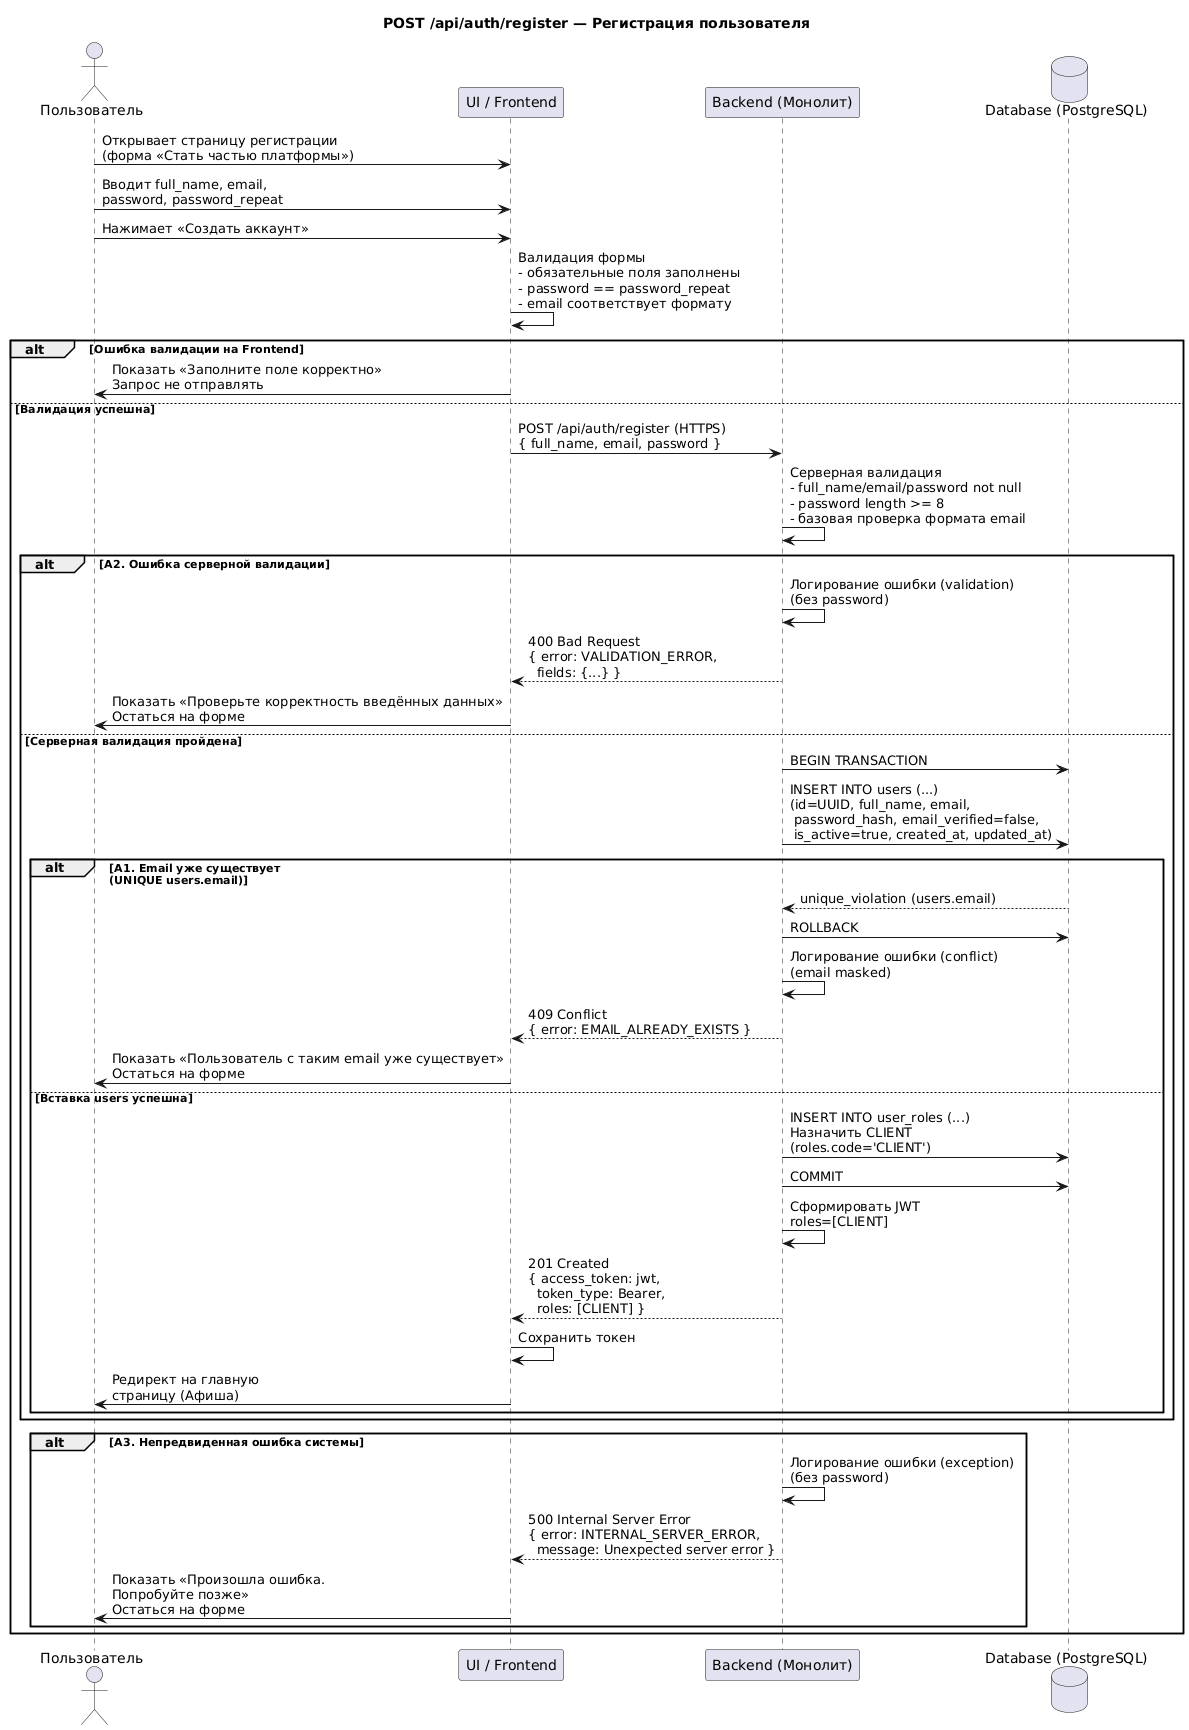 POST /api/auth/register — Регистрация пользователя
Пользователь
UI / Frontend
Backend (Монолит)
Database (PostgreSQL)
Открывает страницу регистрации
(форма «Стать частью платформы»)
Вводит full_name, email,
password, password_repeat
Нажимает «Создать аккаунт»
Валидация формы
- обязательные поля заполнены
- password == password_repeat
- email соответствует формату
alt
[Ошибка валидации на Frontend]
Показать «Заполните поле корректно»
Запрос не отправлять
[Валидация успешна]
POST /api/auth/register (HTTPS)
{ full_name, email, password }
Серверная валидация
- full_name/email/password not null
- password length >= 8
- базовая проверка формата email
alt
[A2. Ошибка серверной валидации]
Логирование ошибки (validation)
(без password)
400 Bad Request
{ error: VALIDATION_ERROR,
fields: {...} }
Показать «Проверьте корректность введённых данных»
Остаться на форме
[Серверная валидация пройдена]
BEGIN TRANSACTION
INSERT INTO users (...)
(id=UUID, full_name, email,
password_hash, email_verified=false,
is_active=true, created_at, updated_at)
alt
[A1. Email уже существует
(UNIQUE users.email)]
unique_violation (users.email)
ROLLBACK
Логирование ошибки (conflict)
(email masked)
409 Conflict
{ error: EMAIL_ALREADY_EXISTS }
Показать «Пользователь с таким email уже существует»
Остаться на форме
[Вставка users успешна]
INSERT INTO user_roles (...)
Назначить CLIENT
(roles.code='CLIENT')
COMMIT
Сформировать JWT
roles=[CLIENT]
201 Created
{ access_token: jwt,
token_type: Bearer,
roles: [CLIENT] }
Сохранить токен
Редирект на главную
страницу (Афиша)
alt
[A3. Непредвиденная ошибка системы]
Логирование ошибки (exception)
(без password)
500 Internal Server Error
{ error: INTERNAL_SERVER_ERROR,
message: Unexpected server error }
Показать «Произошла ошибка.
Попробуйте позже»
Остаться на форме
Пользователь
UI / Frontend
Backend (Монолит)
Database (PostgreSQL)